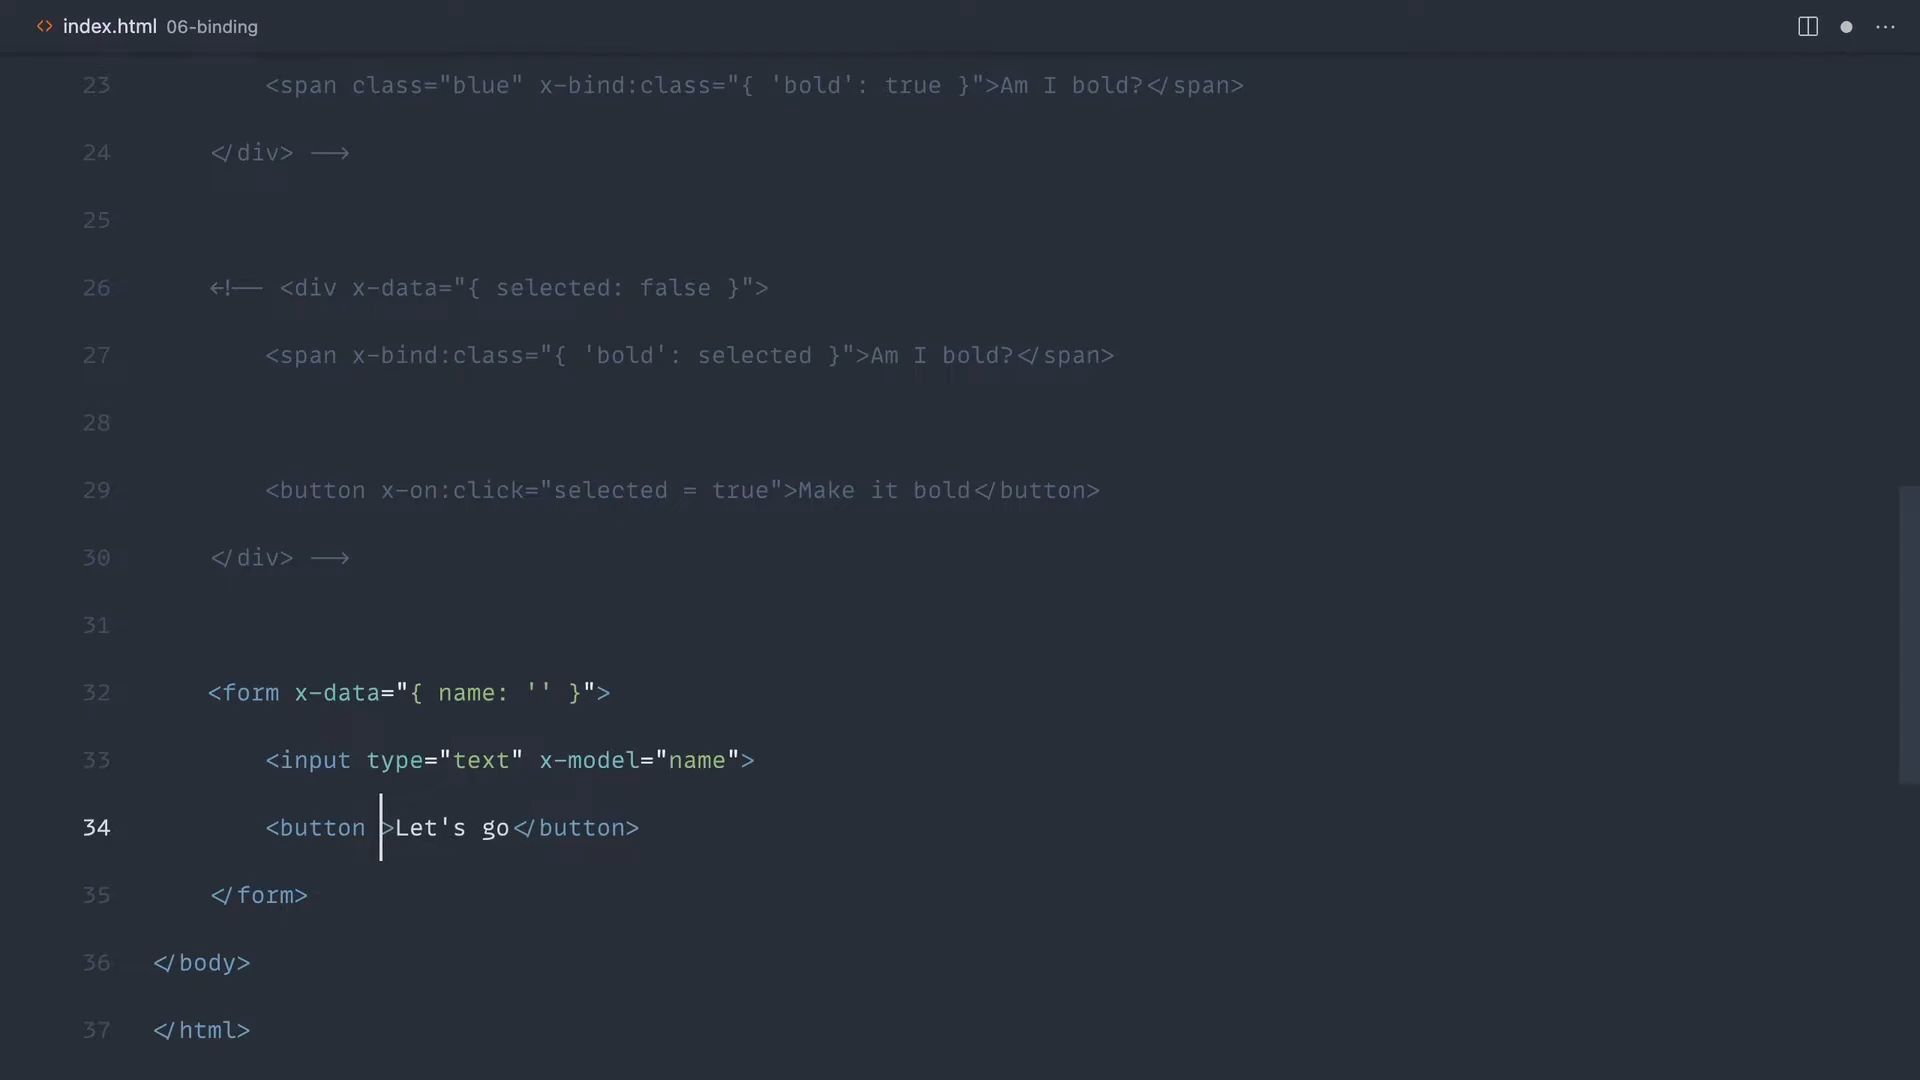 index.html 06-binding
23 <span class="blue" x-bind:class="{ 'bold': true }">Am I bold?</span>
24 </div> -->
25
26 <!-- <div x-data="{ selected: false }">
27 <span x-bind:class="{ 'bold': selected }">Am I bold?</span>
28
29 <button x-on:click="selected = true">Make it bold</button>
30 </div> -->
31
32 <form x-data="{ name: '' }">
33 <input type="text" x-model="name">
34 <button >Let's go</button>
35 </form>
36 </body>
37 </html>